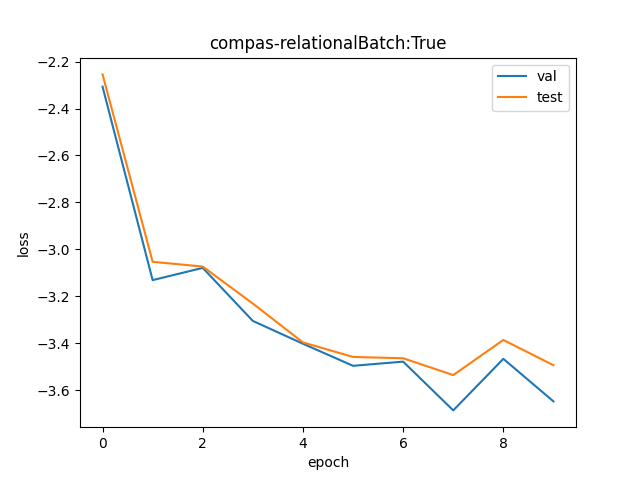 compas-relationalBatch:True
−2.2
−2.4
−2.6
−2.8
−3.0
−3.2
−3.4
−3.6
loss
val
test
0 2 4 6 8
epoch